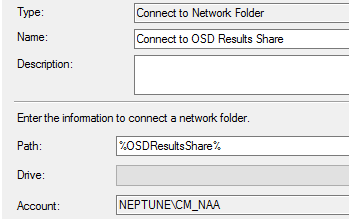 Type: Connect to Network Folder
Name: Connect to OSD Results Share
Description:
Enter the information to connect a network folder.
Path: %OSDResultsShare%
Drive:
Account: NEPTUNE\CM_NAA